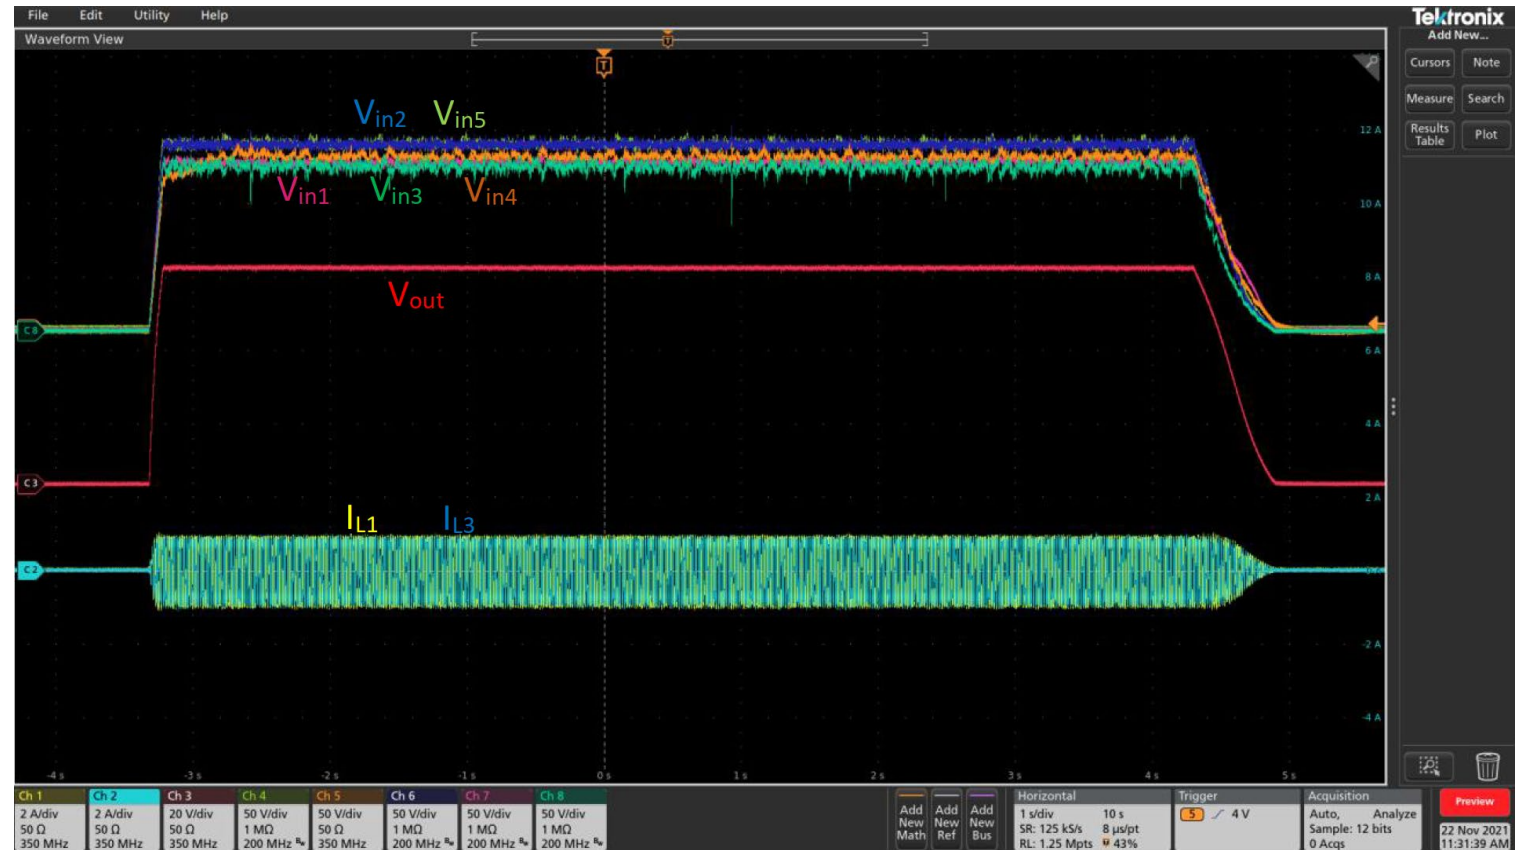 File Edit Utility Help
Tektronix
Waveform View
Add New...
Cursors Note
Measure Search
Results Table Plot
T
T
Vin2 Vin5
Vin1 Vin3 Vin4
Vout
IL1 IL3
12 A
10 A
8 A
6 A
4 A
2 A
-2 A
-4 A
C8
C3
C2
-4 s -3 s -2 s -1 s 0 s 1 s 2 s 3 s 4 s 5 s
Ch 1
2 A/div
50 Ω
350 MHz
Ch 2
2 A/div
50 Ω
350 MHz
Ch 3
20 V/div
50 Ω
350 MHz
Ch 4
50 V/div
1 MΩ
200 MHz Bw
Ch 5
50 V/div
50 Ω
350 MHz
Ch 6
50 V/div
1 MΩ
200 MHz Bw
Ch 7
50 V/div
1 MΩ
200 MHz Bw
Ch 8
50 V/div
1 MΩ
200 MHz Bw
Add New Math
Add New Ref
Add New Bus
Horizontal
1 s/div 10 s
SR: 125 kS/s 8 µs/pt
RL: 1.25 Mpts 43%
Trigger
5 4 V
Acquisition
Auto, Analyze
Sample: 12 bits
0 Acqs
Preview
22 Nov 2021
11:31:39 AM